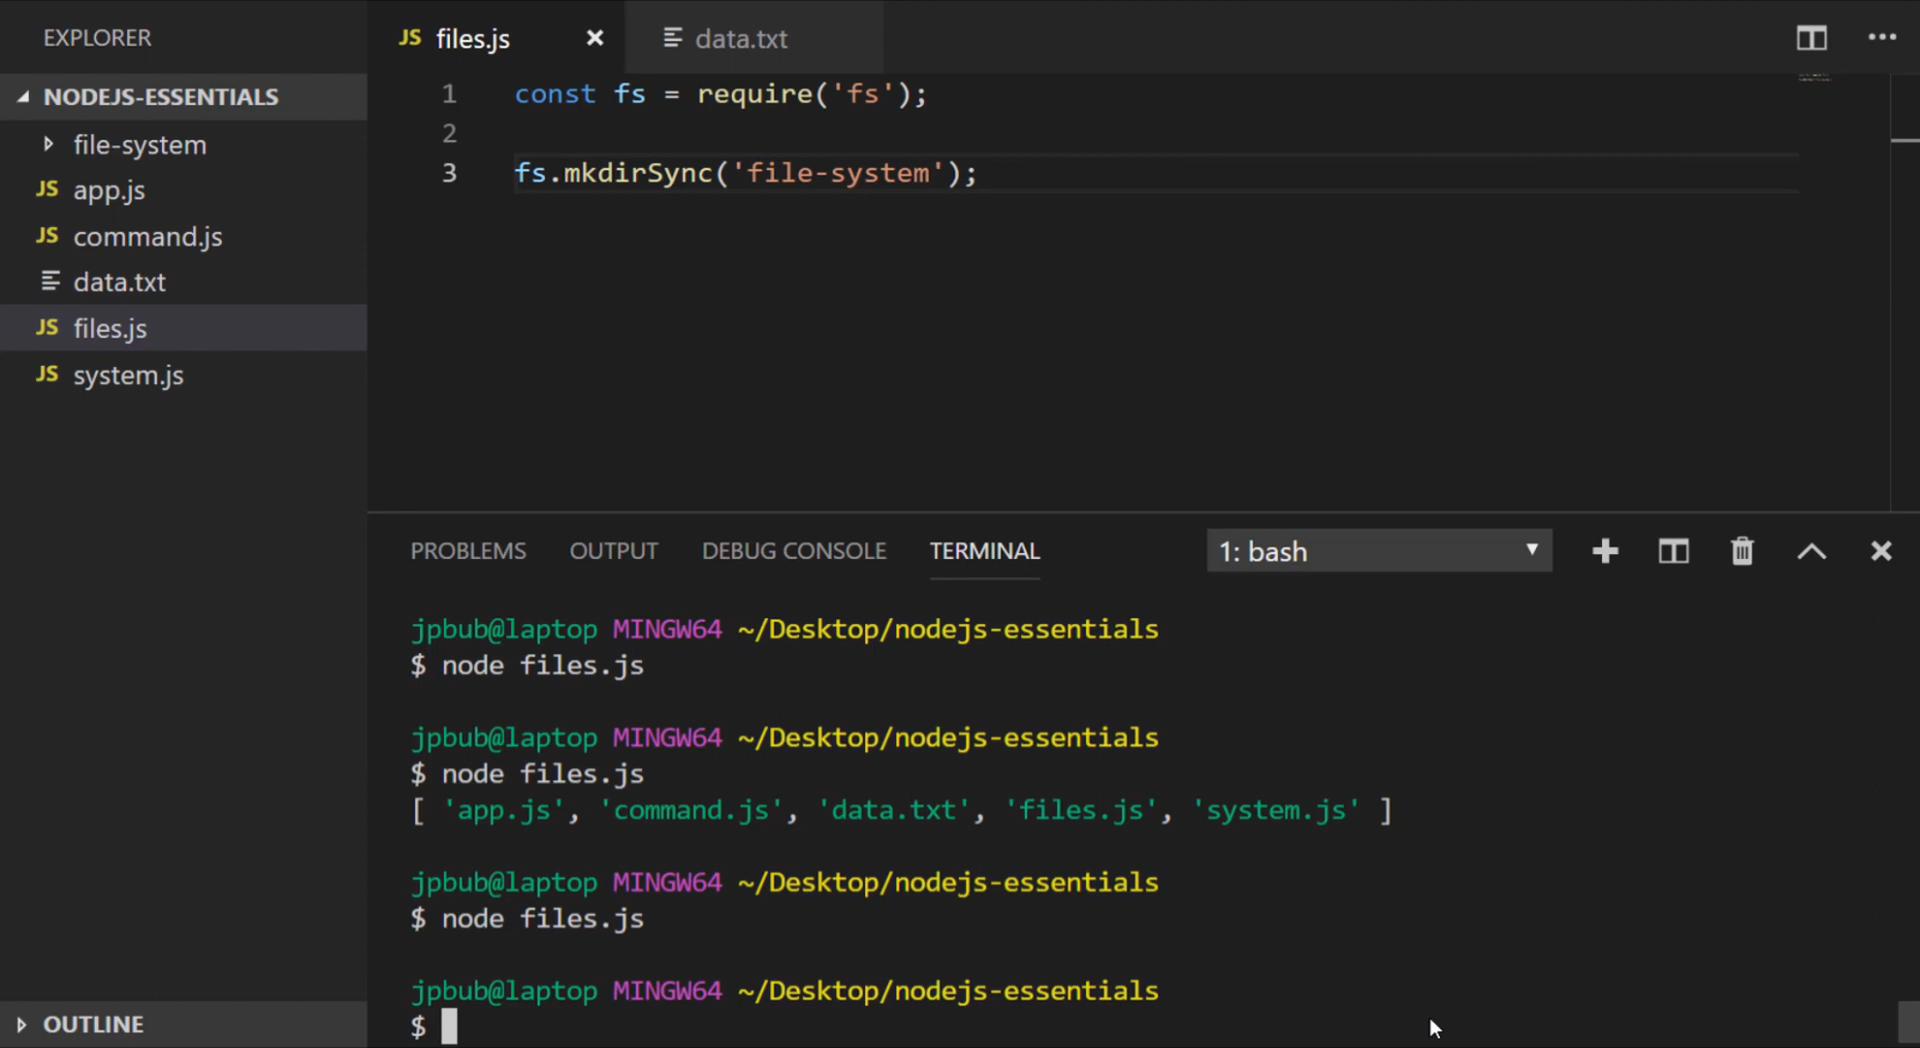 EXPLORER
NODEJS-ESSENTIALS
file-system
JS app.js
JS command.js
data.txt
JS files.js
JS system.js
OUTLINE
JS files.js
data.txt
1 const fs = require('fs');
2
3 fs.mkdirSync('file-system');
PROBLEMS OUTPUT DEBUG CONSOLE TERMINAL 1: bash
jpbub@laptop MINGW64 ~/Desktop/nodejs-essentials
$ node files.js
jpbub@laptop MINGW64 ~/Desktop/nodejs-essentials
$ node files.js
[ 'app.js', 'command.js', 'data.txt', 'files.js', 'system.js' ]
jpbub@laptop MINGW64 ~/Desktop/nodejs-essentials
$ node files.js
jpbub@laptop MINGW64 ~/Desktop/nodejs-essentials
$